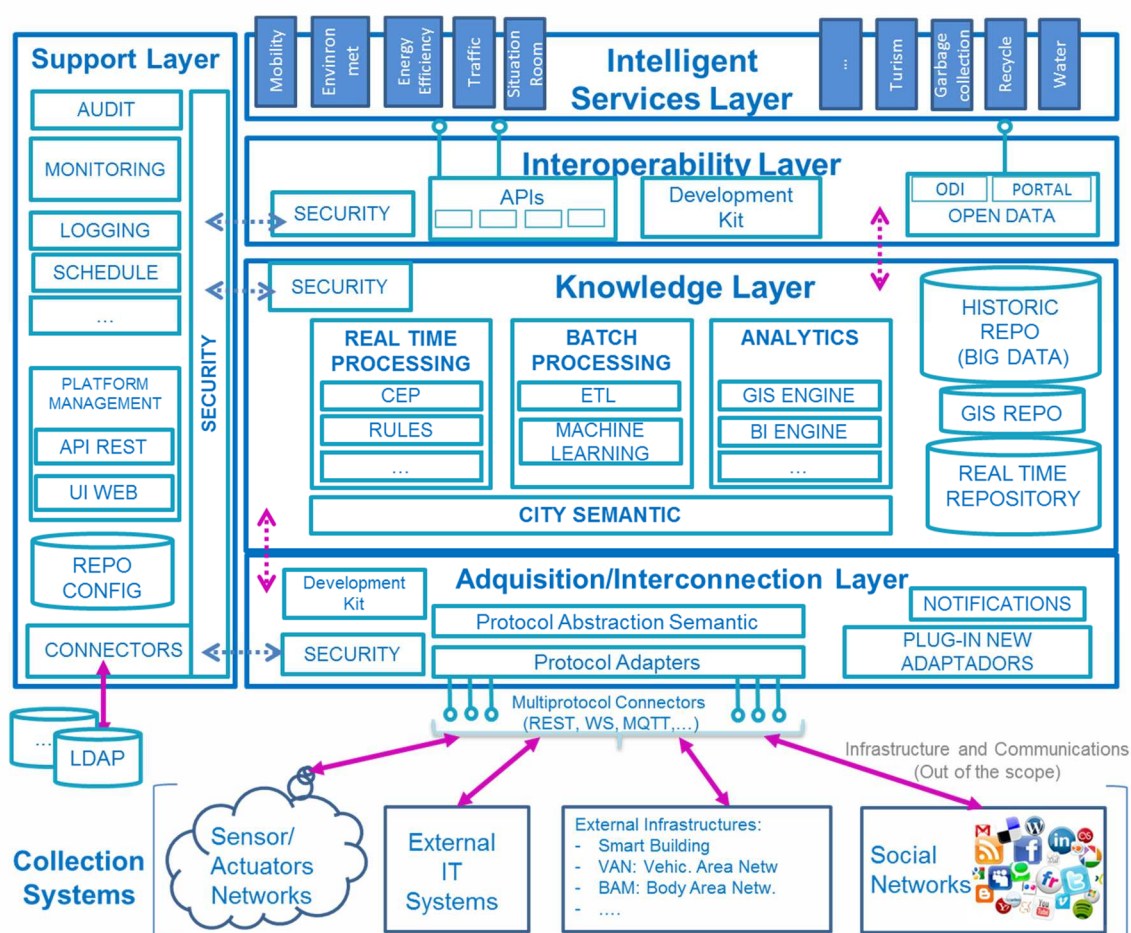 Support Layer
AUDIT
MONITORING
LOGGING
SCHEDULE
...
PLATFORM
MANAGEMENT
API REST
UI WEB
REPO
CONFIG
CONNECTORS
SECURITY
...
LDAP
Mobility
Environ
met
Energy
Efficiency
Traffic
Situation
Room
Intelligent
Services Layer
...
Turism
Garbage
collection
Recycle
Water
Interoperability Layer
SECURITY
APIs
Development
Kit
ODI
PORTAL
OPEN DATA
SECURITY
Knowledge Layer
REAL TIME
PROCESSING
CEP
RULES
...
BATCH
PROCESSING
ETL
MACHINE
LEARNING
ANALYTICS
GIS ENGINE
BI ENGINE
...
CITY SEMANTIC
HISTORIC
REPO
(BIG DATA)
GIS REPO
REAL TIME
REPOSITORY
Adquisition/Interconnection Layer
Development
Kit
SECURITY
Protocol Abstraction Semantic
Protocol Adapters
NOTIFICATIONS
PLUG-IN NEW
ADAPTADORS
Multiprotocol Connectors
(REST, WS, MQTT,...)
Infrastructure and Communications
(Out of the scope)
Collection
Systems
Sensor/
Actuators
Networks
External
IT
Systems
External Infrastructures:
- Smart Building
- VAN: Vehic. Area Netw
- BAM: Body Area Netw.
- ....
Social
Networks